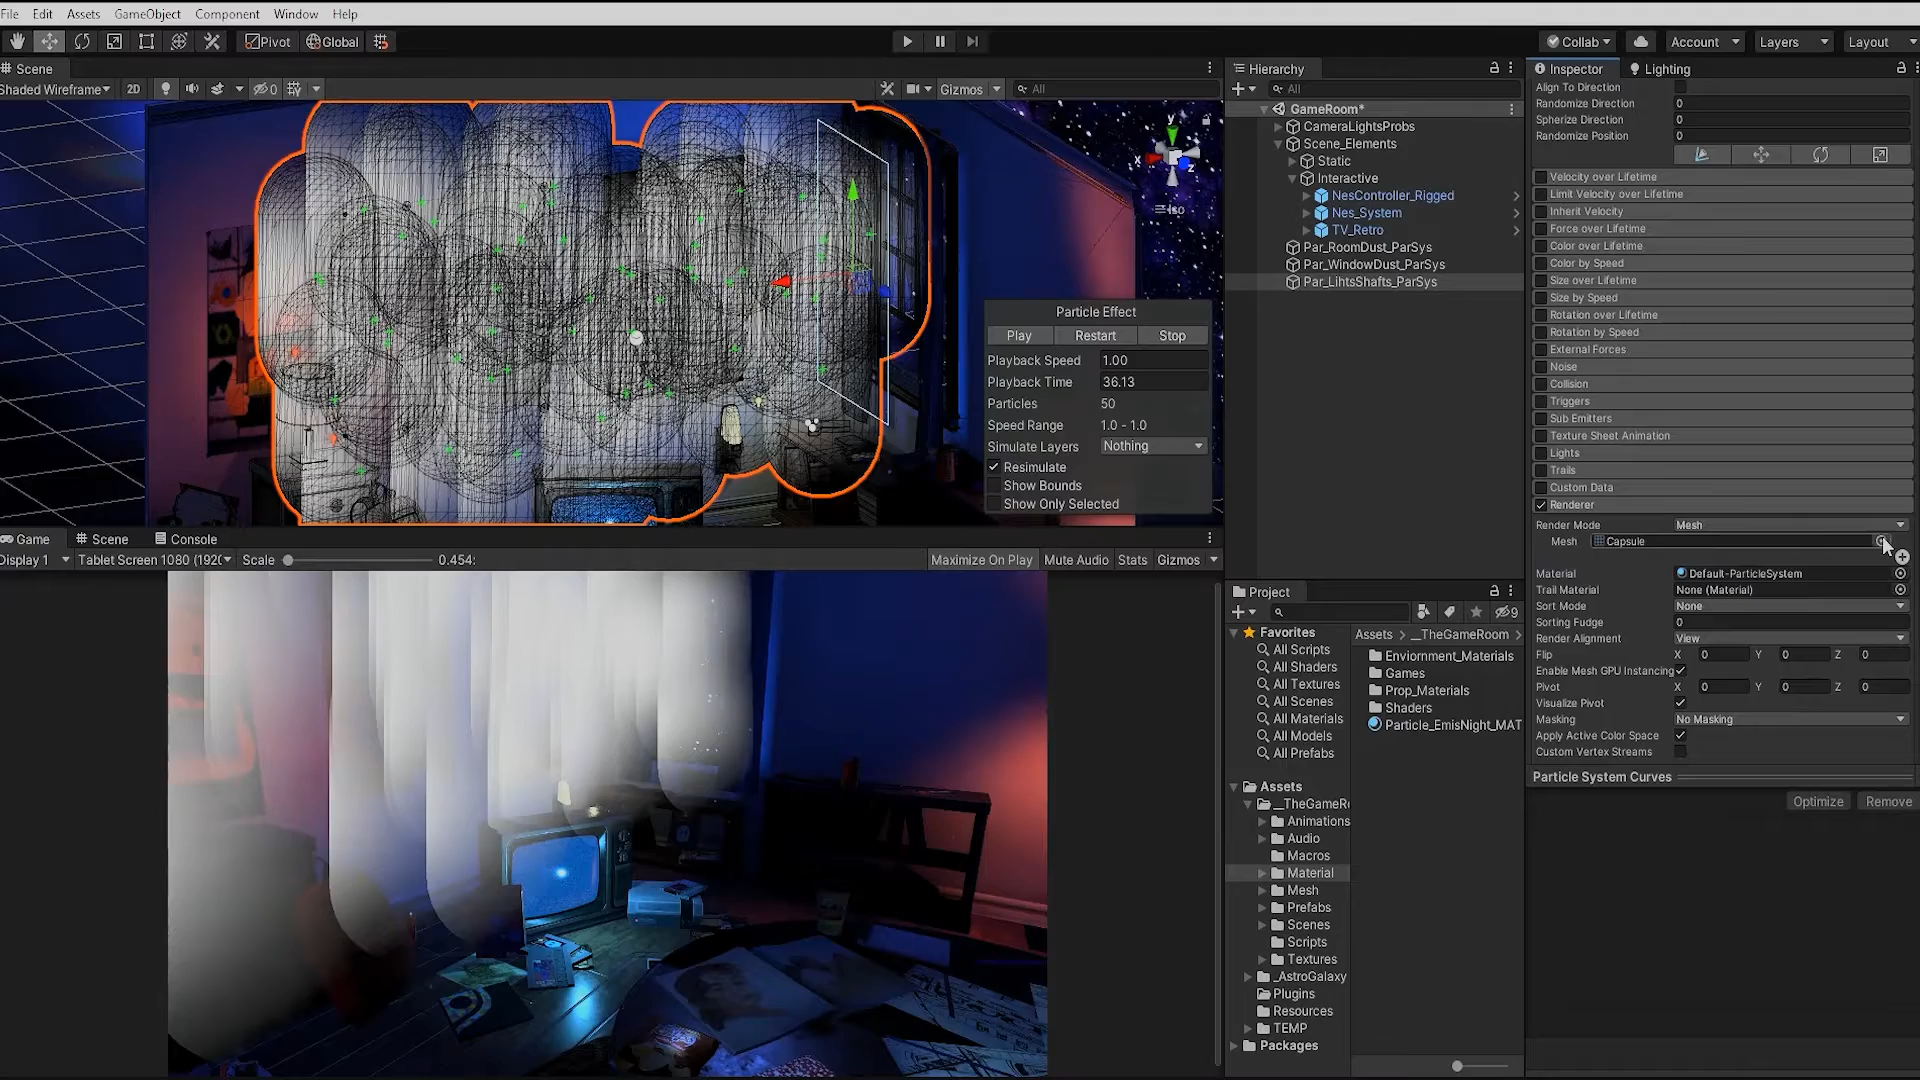 File Edit Assets GameObject Component Window Help
Pivot Global
Collab Account Layers Layout
Scene
Shaded Wireframe 2D 0 Gizmos All
y
x
z
Iso
Particle Effect
Play Restart Stop
Playback Speed 1.00
Playback Time 36.13
Particles 50
Speed Range 1.0 - 1.0
Simulate Layers Nothing
Resimulate
Show Bounds
Show Only Selected
Game Scene Console
Display 1 Tablet Screen 1080 (192( Scale 0.454: Maximize On Play Mute Audio Stats Gizmos
Hierarchy
All
GameRoom*
CameraLightsProbs
Scene_Elements
Static
Interactive
NesController_Rigged
Nes_System
TV_Retro
Par_RoomDust_ParSys
Par_WindowDust_ParSys
Par_LihtsShafts_ParSys
Project
9
Favorites
All Scripts
All Shaders
All Textures
All Scenes
All Materials
All Models
All Prefabs
Assets
__TheGameR
Animations
Audio
Macros
Material
Mesh
Prefabs
Scenes
Scripts
Textures
_AstroGalaxy
Plugins
Resources
TEMP
Packages
Assets > __TheGameRoom >
Enviornment_Materials
Games
Prop_Materials
Shaders
Particle_EmisNight_MAT
Inspector Lighting
Align To Direction
Randomize Direction 0
Spherize Direction 0
Randomize Position 0
Velocity over Lifetime
Limit Velocity over Lifetime
Inherit Velocity
Force over Lifetime
Color over Lifetime
Color by Speed
Size over Lifetime
Size by Speed
Rotation over Lifetime
Rotation by Speed
External Forces
Noise
Collision
Triggers
Sub Emitters
Texture Sheet Animation
Lights
Trails
Custom Data
Renderer
Render Mode Mesh
Mesh Capsule
Material Default-ParticleSystem
Trail Material None (Material)
Sort Mode None
Sorting Fudge 0
Render Alignment View
Flip X 0 Y 0 Z 0
Enable Mesh GPU Instancing
Pivot X 0 Y 0 Z 0
Visualize Pivot
Masking No Masking
Apply Active Color Space
Custom Vertex Streams
Particle System Curves
Optimize Remove